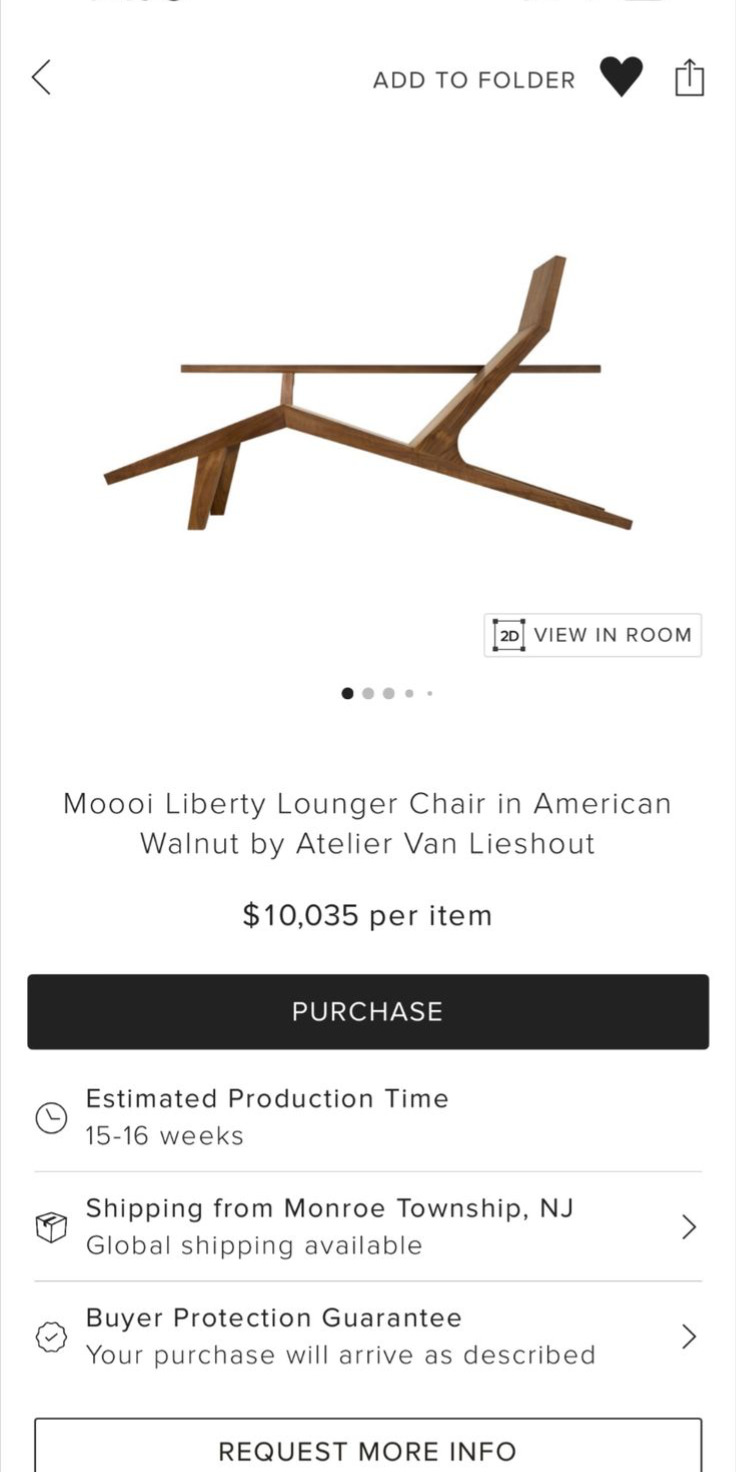 ADD TO FOLDER
2D VIEW IN ROOM
Moooi Liberty Lounger Chair in American
Walnut by Atelier Van Lieshout
$10,035 per item
PURCHASE
Estimated Production Time
15-16 weeks
Shipping from Monroe Township, NJ
Global shipping available
Buyer Protection Guarantee
Your purchase will arrive as described
REQUEST MORE INFO